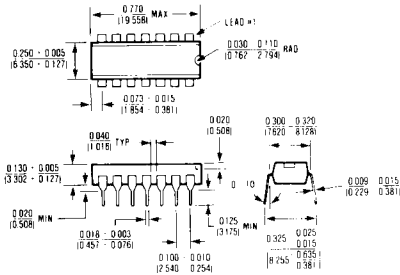 0.770 MAX
(19.558)
LEAD #1
0.250 - 0.005
(6.350 - 0.127)
0.030 - 0.110 RAD
(0.762 - 2.794)
0.073 - 0.015
(1.854 - 0.381)
0.040 TYP
(1.016)
0.020
(0.508)
0.300 - 0.320
(7.620 8.128)
0.130 - 0.005
(3.302 - 0.127)
0.009 0.015
(0.229 0.381)
0.020 MIN
(0.508)
0.018 - 0.003
(0.457 - 0.076)
0.125 MIN
(3.175)
0.100 - 0.010
(2.540 0.254)
0.325 0.025
0.015
(8.255 0.635)
0.381